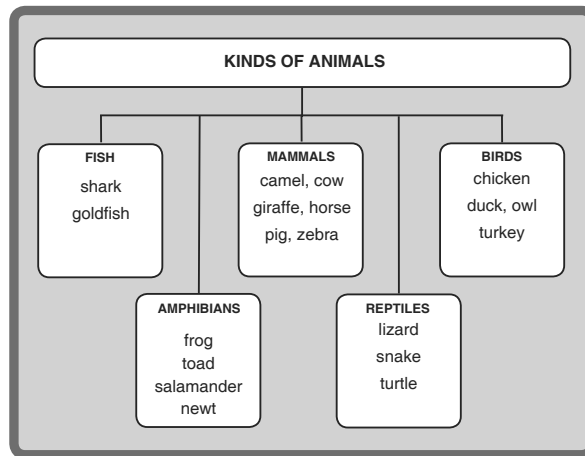 KINDS OF ANIMALS
FISH
shark
goldfish
MAMMALS
camel, cow
giraffe, horse
pig, zebra
BIRDS
chicken
duck, owl
turkey
AMPHIBIANS
frog
toad
salamander
newt
REPTILES
lizard
snake
turtle